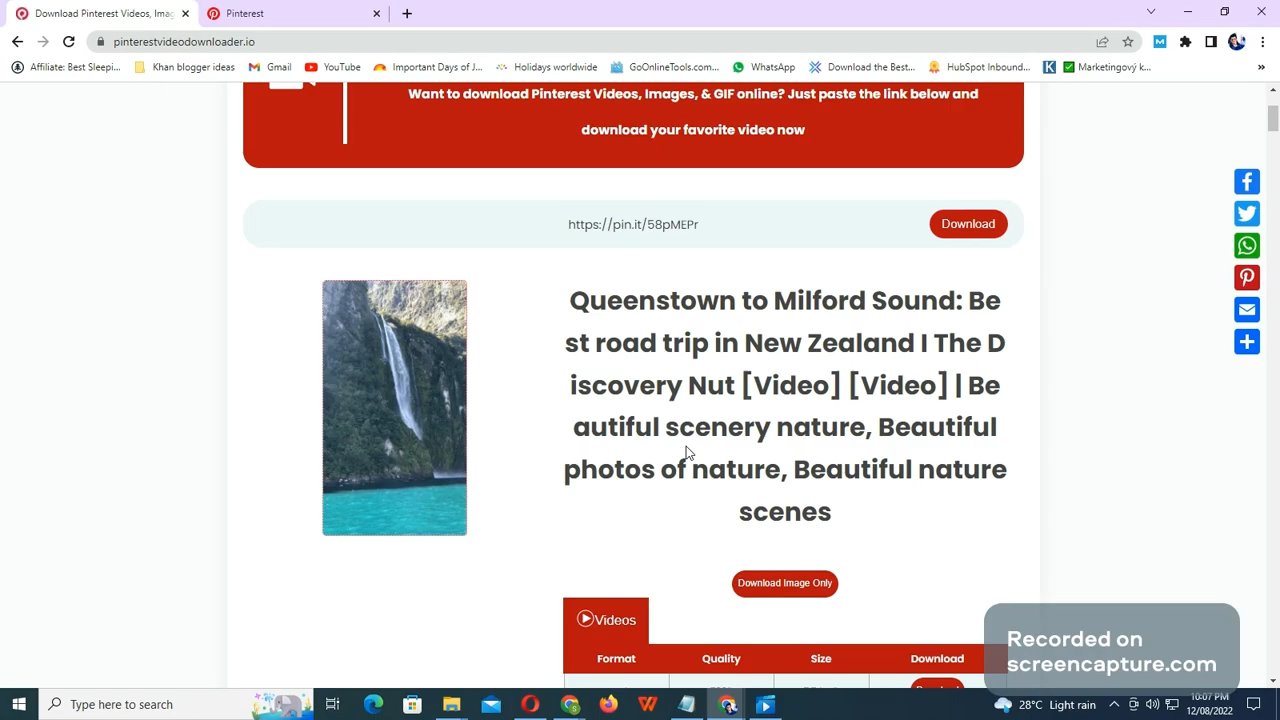 Download Pinterest Videos, Imag
Pinterest
pinterestvideodownloader.io
Affiliate: Best Sleepi...
Khan blogger ideas
Gmail
YouTube
Important Days of J...
Holidays worldwide
GoOnlineTools.com...
WhatsApp
Download the Best...
HubSpot Inbound...
Marketingový k...
»
Want to download Pinterest Videos, Images, & GIF online? Just paste the link below and
download your favorite video now
https://pin.it/58pMEPr
Download
Queenstown to Milford Sound: Be
st road trip in New Zealand I The D
iscovery Nut [Video] [Video] | Be
autiful scenery nature, Beautiful
photos of nature, Beautiful nature
scenes
Download Image Only
Videos
Format Quality Size Download
Recorded on
screencapture.com
Type here to search
28°C Light rain
10:07 PM
12/08/2022